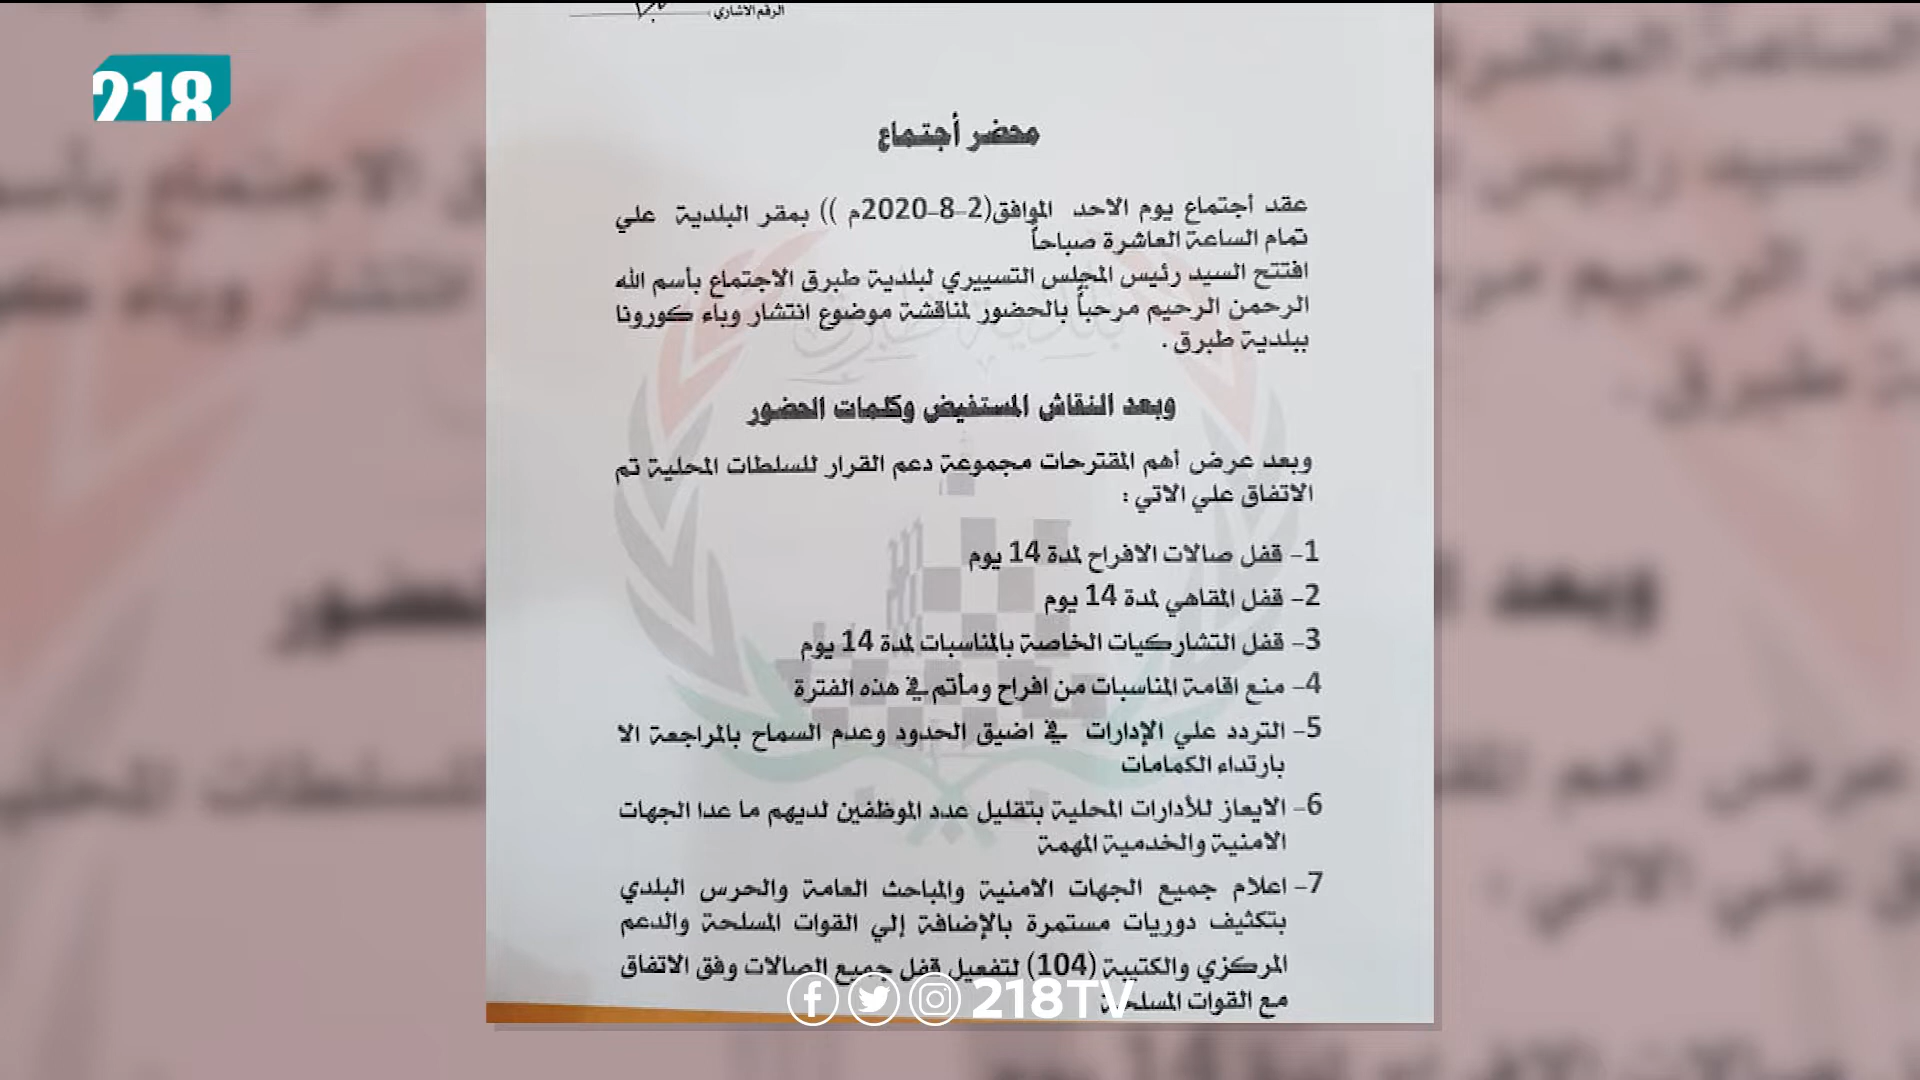 الرقم الاشاري :
218
محضر أجتماع
عقد أجتماع يوم الاحد الموافق(2-8-2020م )) بمقر البلدية علي
تمام الساعة العاشرة صباحاً
افتتح السيد رئيس المجلس التسييري لبلدية طبرق الاجتماع بأسم الله
الرحمن الرحيم مرحباً بالحضور لمناقشة موضوع انتشار وباء كورونا
ببلدية طبرق .
وبعد النقاش المستفيض وكلمات الحضور
وبعد عرض أهم المقترحات مجموعة دعم القرار للسلطات المحلية تم
الاتفاق علي الاتي :
1- قفل صالات الافراح لمدة 14 يوم
2- قفل المقاهي لمدة 14 يوم
3- قفل التشاركيات الخاصة بالمناسبات لمدة 14 يوم
4- منع اقامة المناسبات من افراح ومأتم في هذه الفترة
5- التردد علي الإدارات في اضيق الحدود وعدم السماح بالمراجعة الا
بارتداء الكمامات
6- الايعاز للأدارات المحلية بتقليل عدد الموظفين لديهم ما عدا الجهات
الامنية والخدمية المهمة
7- اعلام جميع الجهات الامنية والمباحث العامة والحرس البلدي
بتكثيف دوريات مستمرة بالإضافة إلي القوات المسلحة والدعم
المركزي والكتيبة (104) لتفعيل قفل جميع الصالات وفق الاتفاق
مع القوات المسلحة
218TV